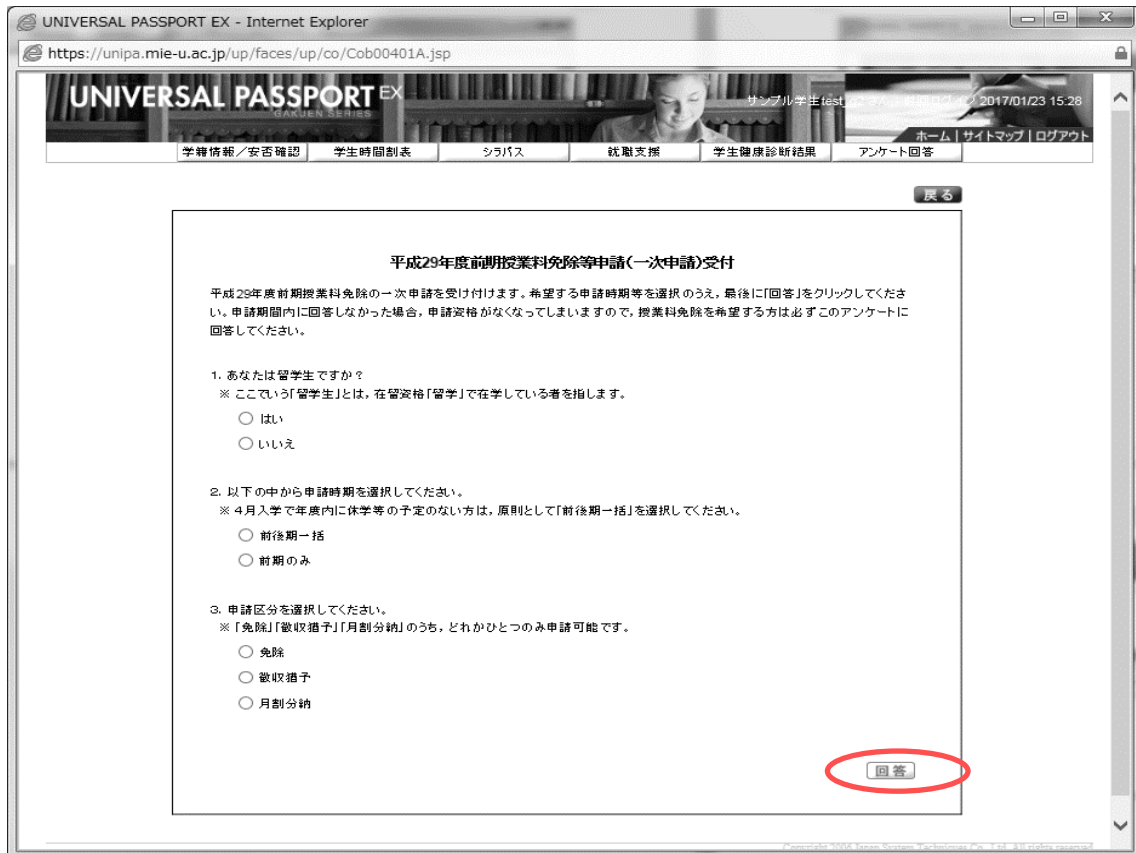 UNIVERSAL PASSPORT EX - Internet Explorer
https://unipa.mie-u.ac.jp/up/faces/up/co/Cob00401A.jsp
UNIVERSAL PASSPORT EX
GAKUEN SERIES
サンプル学生test 2017/01/23 15:28
ホーム | サイトマップ | ログアウト
学籍情報/安否確認 学生時間割表 シラバス 就職支援 学生健康診断結果 アンケート回答
戻る
平成29年度前期授業料免除等申請(一次申請)受付
平成29年度前期授業料免除の一次申請を受け付けます。希望する申請時期等を選択のうえ，最後に「回答」をクリックしてくださ
い。申請期間内に回答しなかった場合，申請資格がなくなってしまいますので，授業料免除を希望する方は必ずこのアンケートに
回答してください。
1. あなたは留学生ですか？
※ ここでいう「留学生」とは，在留資格「留学」で在学している者を指します。
はい
いいえ
2. 以下の中から申請時期を選択してください。
※ 4月入学で年度内に休学等の予定のない方は，原則として「前後期一括」を選択してください。
前後期一括
前期のみ
3. 申請区分を選択してください。
※「免除」「徴収猶予」「月割分納」のうち，どれかひとつのみ申請可能です。
免除
徴収猶予
月割分納
回答
Copyright 2006 Japan System Techniques Co., Ltd. All rights reserved.